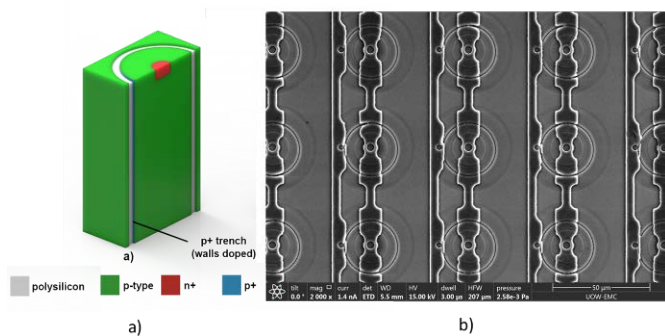 p+ trench
(walls doped)
a)
polysilicon
p-type
n+
p+
a)
tilt mag □ curr det WD HV dwell HFW pressure
0.0 ° 2 000 x 1.4 nA ETD 5.5 mm 15.00 kV 3.00 µs 207 µm 2.58e-3 Pa
50 µm
UOW-EMC
b)